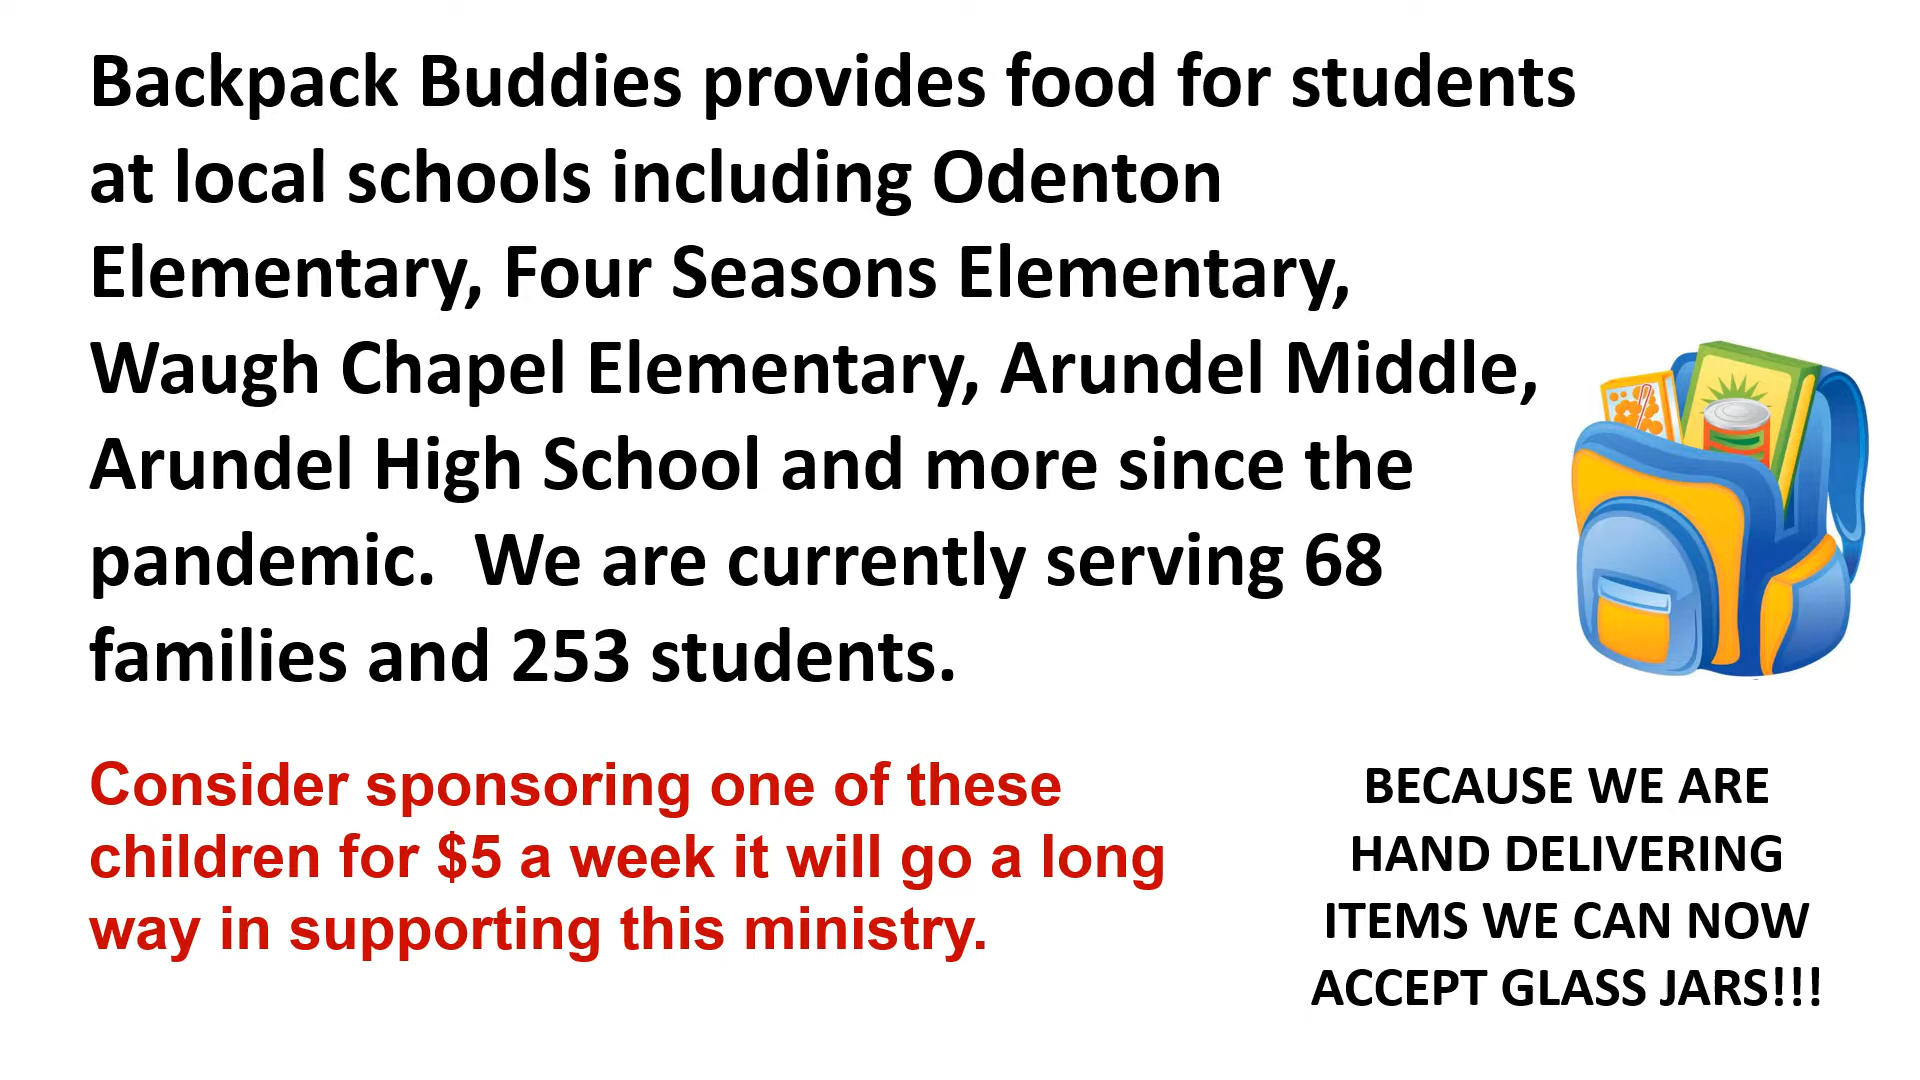 Backpack Buddies provides food for students
at local schools including Odenton
Elementary, Four Seasons Elementary,
Waugh Chapel Elementary, Arundel Middle,
Arundel High School and more since the
pandemic.  We are currently serving 68
families and 253 students.
Consider sponsoring one of these
children for $5 a week it will go a long
way in supporting this ministry.
BECAUSE WE ARE
HAND DELIVERING
ITEMS WE CAN NOW
ACCEPT GLASS JARS!!!